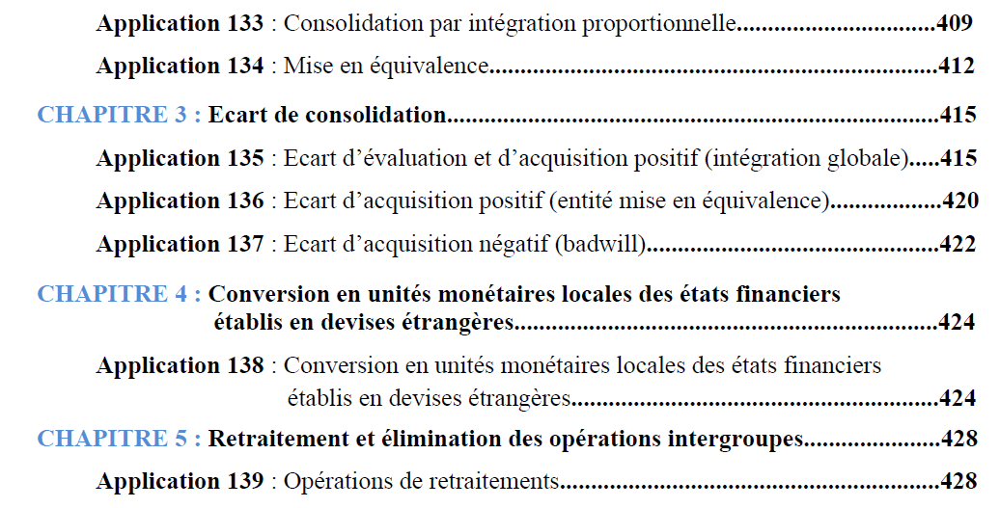 Application 133 : Consolidation par intégration proportionnelle.................................409
Application 134 : Mise en équivalence..........................................................................412
CHAPITRE 3 : Ecart de consolidation................................................................................415
Application 135 : Ecart d’évaluation et d’acquisition positif (intégration globale).....415
Application 136 : Ecart d’acquisition positif (entité mise en équivalence)..................420
Application 137 : Ecart d’acquisition négatif (badwill)................................................422
CHAPITRE 4 : Conversion en unités monétaires locales des états financiers
établis en devises étrangères.....................................................................424
Application 138 : Conversion en unités monétaires locales des états financiers
établis en devises étrangères............................................................424
CHAPITRE 5 : Retraitement et élimination des opérations intergroupes......................428
Application 139 : Opérations de retraitements..............................................................428